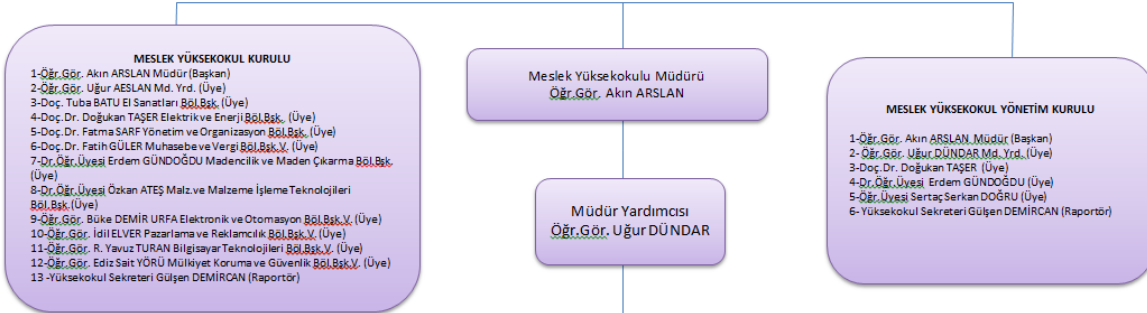 MESLEK YÜKSEKOKUL KURULU
1-Öğr.Gör. Akın ARSLAN Müdür (Başkan)
2-Öğr.Gör. Uğur AESLAN Md. Yrd. (Üye)
3-Doç. Tuba BATU El Sanatları Böl.Bşk. (Üye)
4-Doç.Dr. Doğukan TAŞER Elektrik ve Enerji Böl.Bşk. (Üye)
5-Doç.Dr. Fatma SARF Yönetim ve Organizasyon Böl.Bşk. (Üye)
6-Doç.Dr. Fatih GÜLER Muhasebe ve Vergi Böl.Bşk.V. (Üye)
7-Dr.Öğr.Üyesi Erdem GÜNDOĞDU Madencilik ve Maden Çıkarma Böl.Bşk.
(Üye)
8-Dr.Öğr.Üyesi Özkan ATEŞ Malz.ve Malzeme İşleme Teknolojileri
Böl.Bşk.(Üye)
9-Öğr.Gör. Büke DEMİR URFA Elektronik ve Otomasyon Böl.Bşk.V. (Üye)
10-Öğr.Gör. İdil ELVER Pazarlama ve Reklamcılık Böl.Bşk.V. (Üye)
11-Öğr.Gör. R. Yavuz TURAN Bilgisayar Teknolojileri Böl.Bşk.V. (Üye)
12-Öğr.Gör. Ediz Sait YÖRÜ Mülkiyet Koruma ve Güvenlik Böl.Bşk.V. (Üye)
13 -Yüksekokul Sekreteri Gülşen DEMİRCAN (Raportör)
Meslek Yüksekokulu Müdürü
Öğr.Gör. Akın ARSLAN
Müdür Yardımcısı
Öğr.Gör. Uğur DÜNDAR
MESLEK YÜKSEKOKUL YÖNETİM KURULU
1-Öğr.Gör. Akın ARSLAN Müdür (Başkan)
2- Öğr.Gör. Uğur DÜNDAR Md. Yrd. (Üye)
3-Doç.Dr. Doğukan TAŞER (Üye)
4-Dr.Öğr.Üyesi Erdem GÜNDOĞDU (Üye)
5-Öğr.Üyesi Sertaç Serkan DOĞRU (Üye)
6- Yüksekokul Sekreteri Gülşen DEMİRCAN (Raportör)